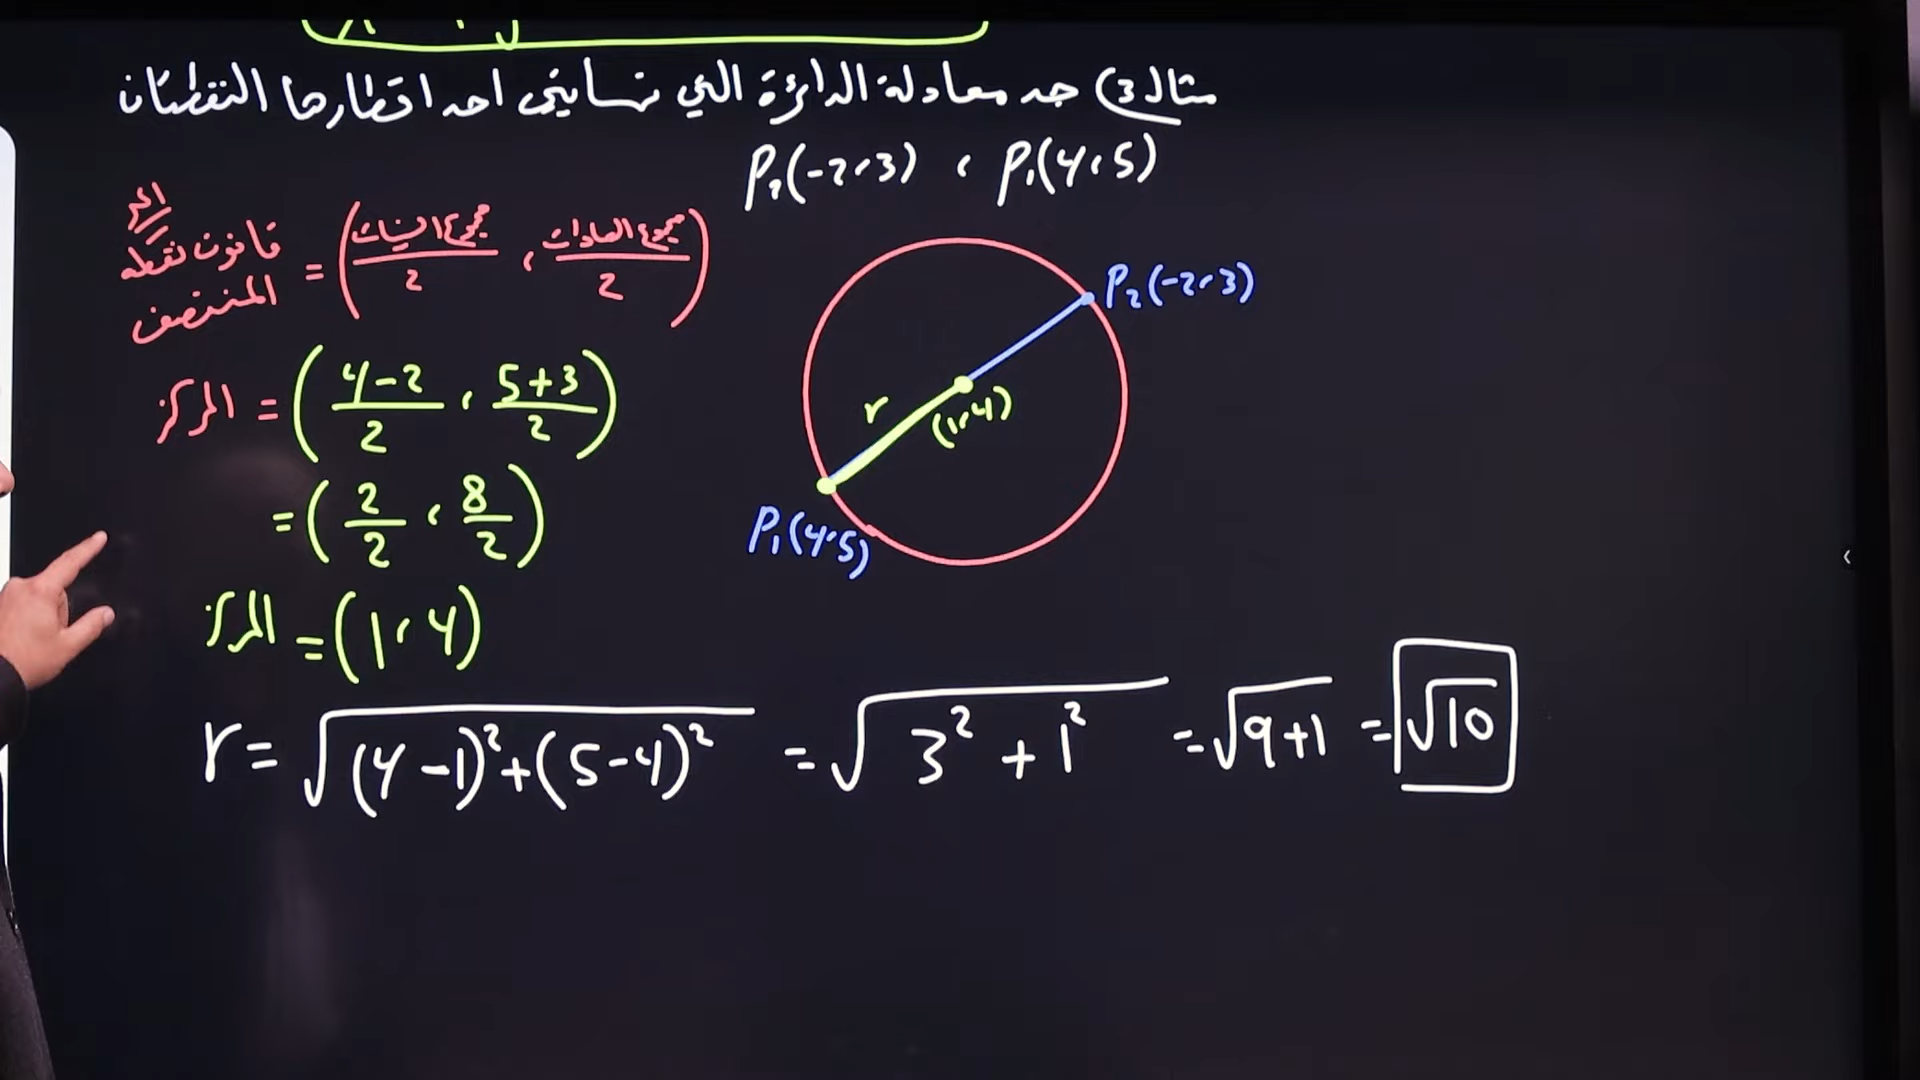 مثال 3) جد معادلة الدائرة التي نهايتي احد اقطارها النقطتان
P₂(-2،3) ، P₁(4،5)
المركز
قانون نقطة
المنتصف
= (مجموع السينات/2 ، مجموع الصادات/2)
المركز = (4-2/2 ، 5+3/2)
= (2/2 ، 8/2)
المركز = (1،4)
P₂(-2،3)
r
(1،4)
P₁(4،5)
r = √((4-1)²+(5-4)²) = √(3²+1²) = √(9+1) = √10